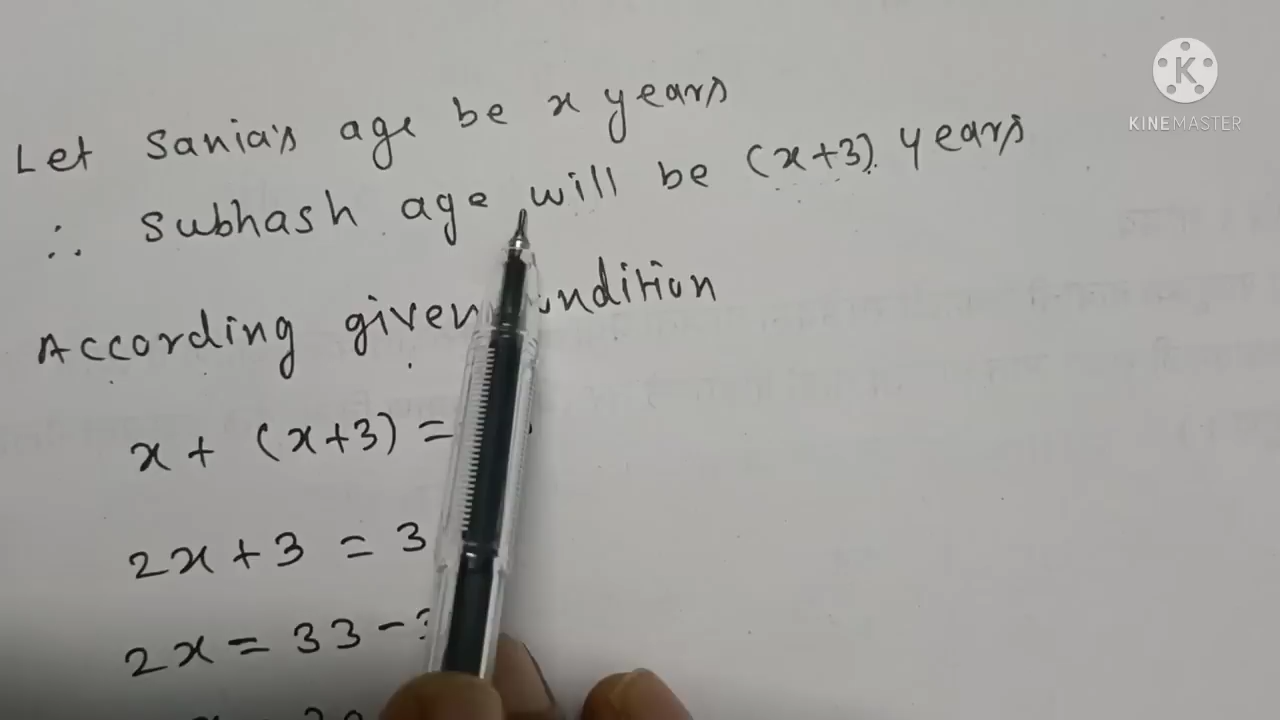 Let Sania's age be x years
∴ Subhash age will be (x+3) years
According given
x + (x+3) =
2x + 3 = 3
2x = 33 -
KINEMASTER